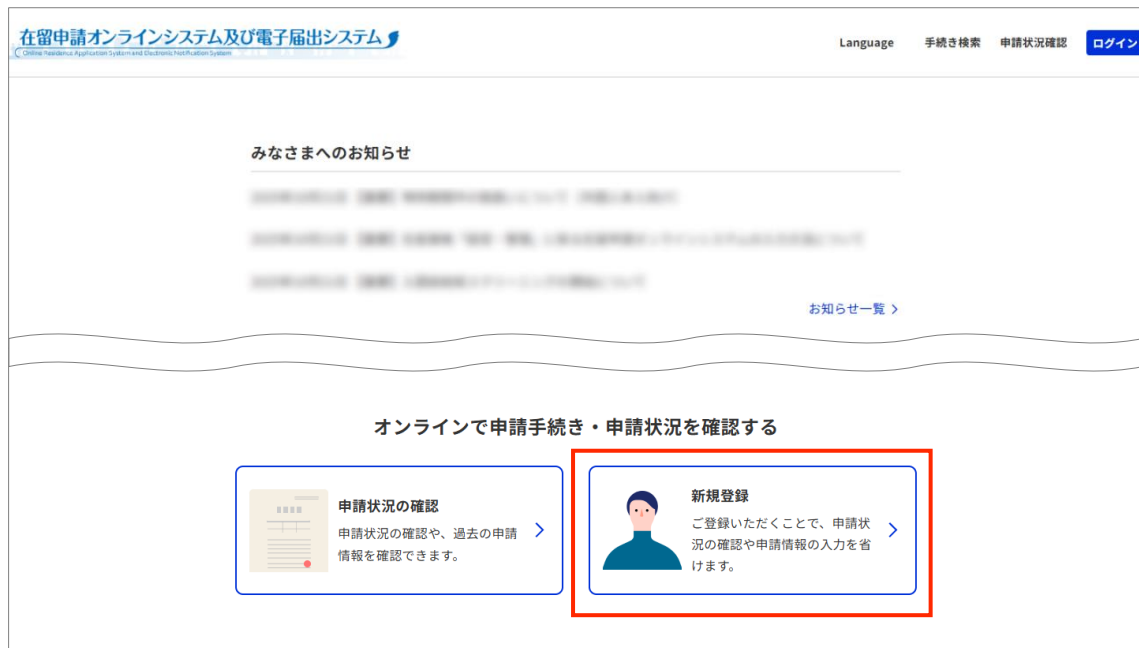 在留申請オンラインシステム及び電子届出システム
Online Residence Application System and Electronic Notification System
Language 手続き検索 申請状況確認 ログイン
みなさまへのお知らせ
お知らせ一覧
オンラインで申請手続き・申請状況を確認する
申請状況の確認
申請状況の確認や、過去の申請
情報を確認できます。
新規登録
ご登録いただくことで、申請状
況の確認や申請情報の入力を省
けます。